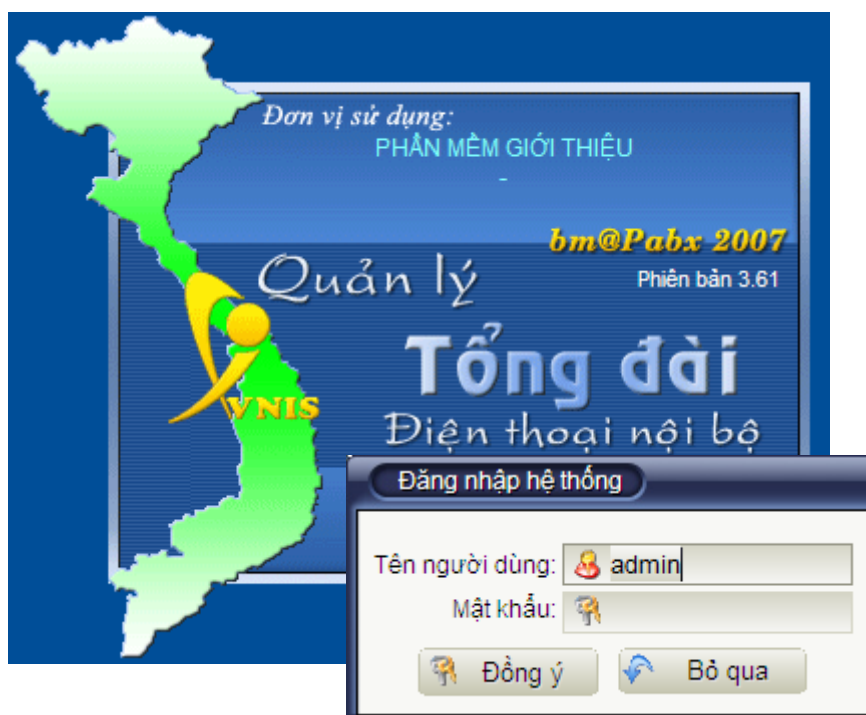 Đơn vị sử dụng:
PHẦN MỀM GIỚI THIỆU
-
bm@Pabx 2007
Phiên bản 3.61
Quản lý
Tổng đài
Điện thoại nội bộ
VNIS
Đăng nhập hệ thống
Tên người dùng: admin
Mật khẩu:
Đồng ý Bỏ qua